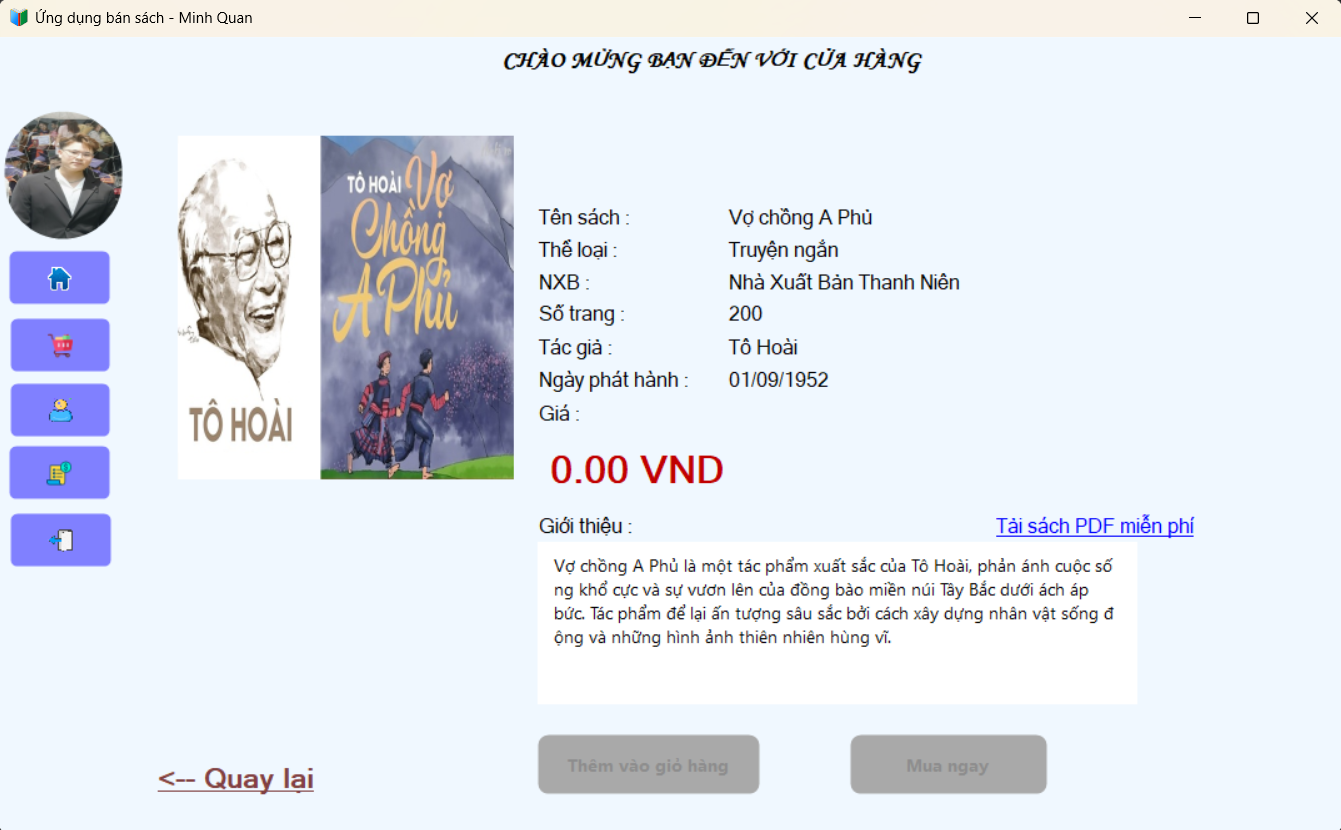 Ứng dụng bán sách - Minh Quan
CHÀO MỪNG BẠN ĐẾN VỚI CỬA HÀNG
TÔ HOÀI
TÔ HOÀI
Vợ
Chồng
A Phủ
Tên sách : Vợ chồng A Phủ
Thể loại : Truyện ngắn
NXB : Nhà Xuất Bản Thanh Niên
Số trang : 200
Tác giả : Tô Hoài
Ngày phát hành : 01/09/1952
Giá :
0.00 VND
Giới thiệu : Tải sách PDF miễn phí
Vợ chồng A Phủ là một tác phẩm xuất sắc của Tô Hoài, phản ánh cuộc số
ng khổ cực và sự vươn lên của đồng bào miền núi Tây Bắc dưới ách áp
bức. Tác phẩm để lại ấn tượng sâu sắc bởi cách xây dựng nhân vật sống đ
ộng và những hình ảnh thiên nhiên hùng vĩ.
Thêm vào giỏ hàng Mua ngay
<-- Quay lại